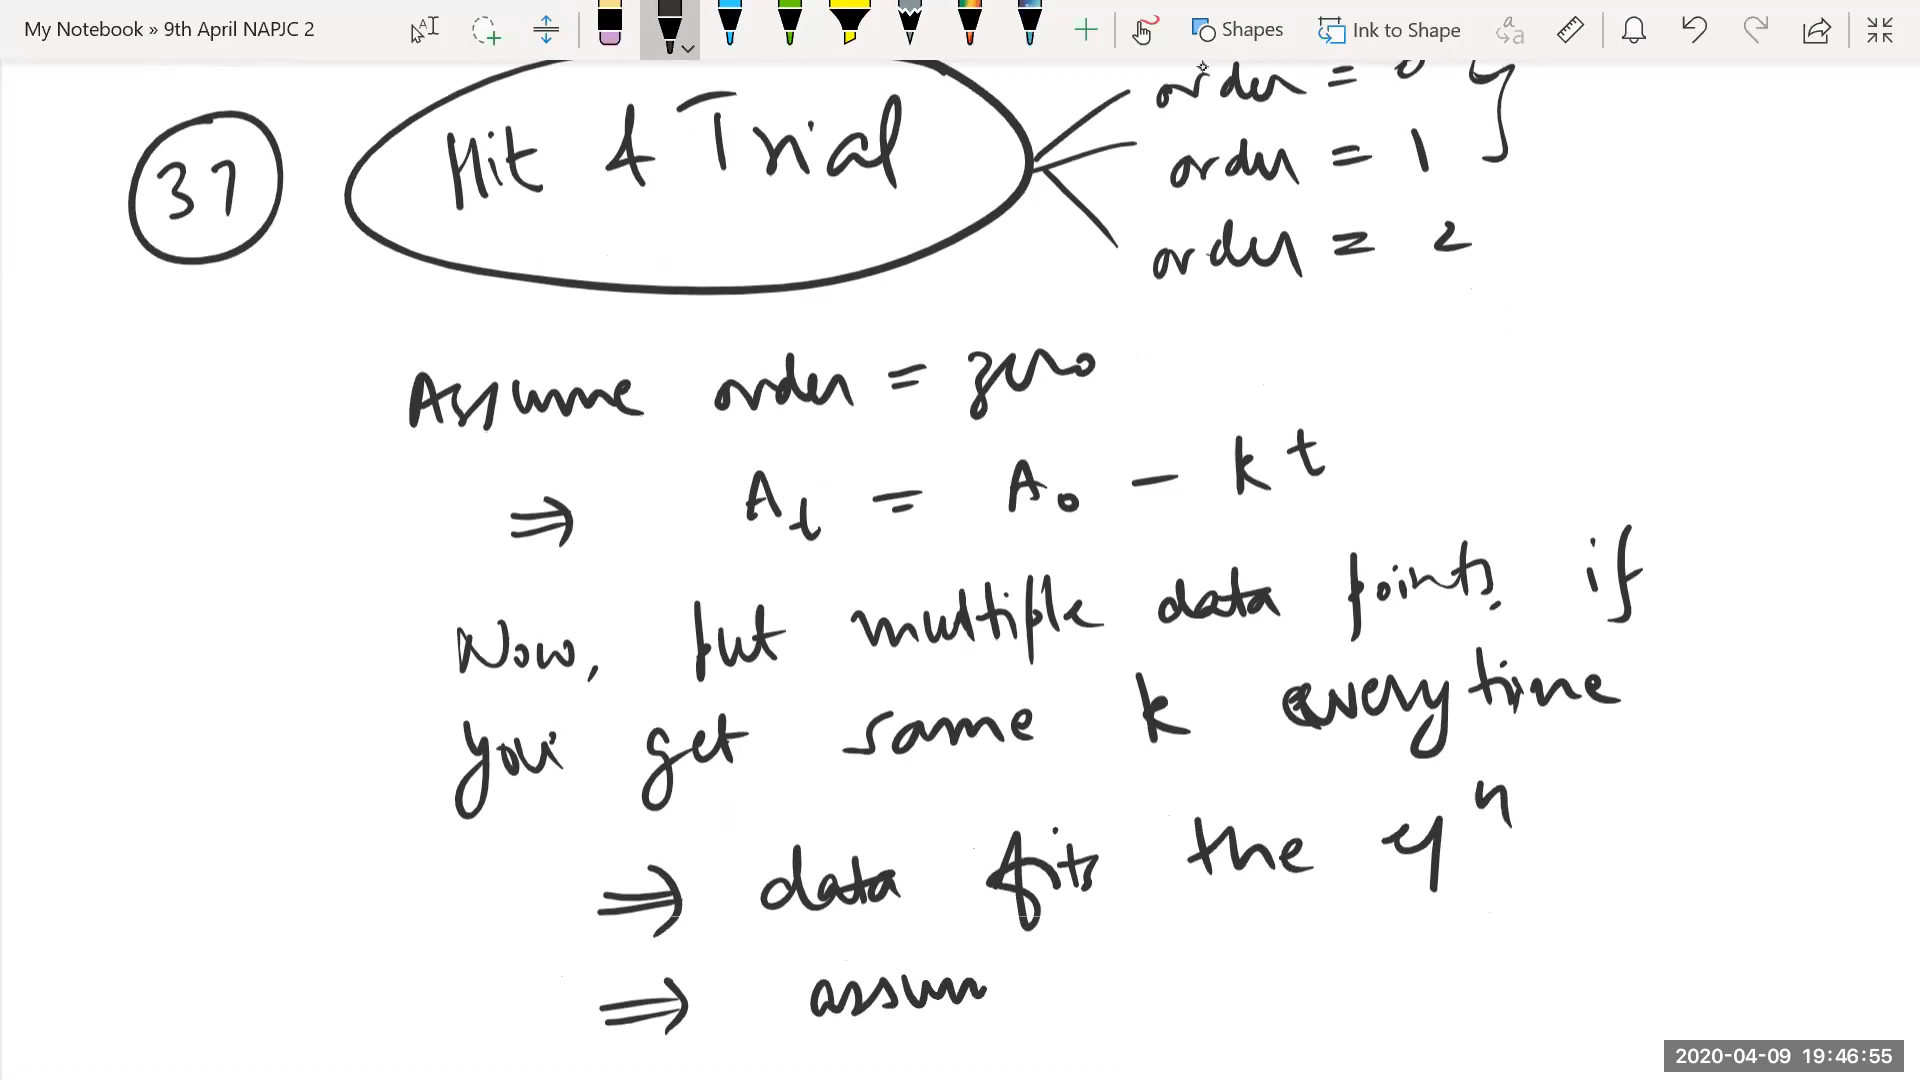 My Notebook » 9th April NAPJC 2
Shapes
Ink to Shape
37
Hit & Trial
order = 0
order = 1
order = 2
Assume order = zero
⇒ At = A0 - kt
Now, put multiple data points, if
you get same k everytime
⇒ data fits the eqn
⇒ assum
2020-04-09 19:46:55